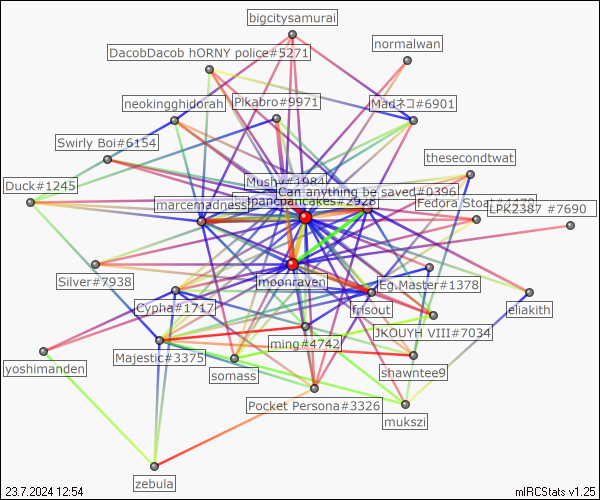 bigcitysamurai
normalwan
DacobDacob hORNY police#5271
neokingghidorah
Pikabro#9971
Madネコ#6901
Swirly Boi#6154
thesecondtwat
Mushy#1984
Duck#1245
Can anything be saved#0396
marcemadness
spancpancakes#2928
Fedora Stoat
LPK2387 #7690
Silver#7938
moonraven
Eg.Master#1378
Cypha#1717
frlsout
eliakith
JKOUYH VIII#7034
ming#4742
Majestic#3375
yoshimanden
somass
shawntee9
Pocket Persona#3326
mukszi
zebula
23.7.2024 12:54
mIRCStats v1.25